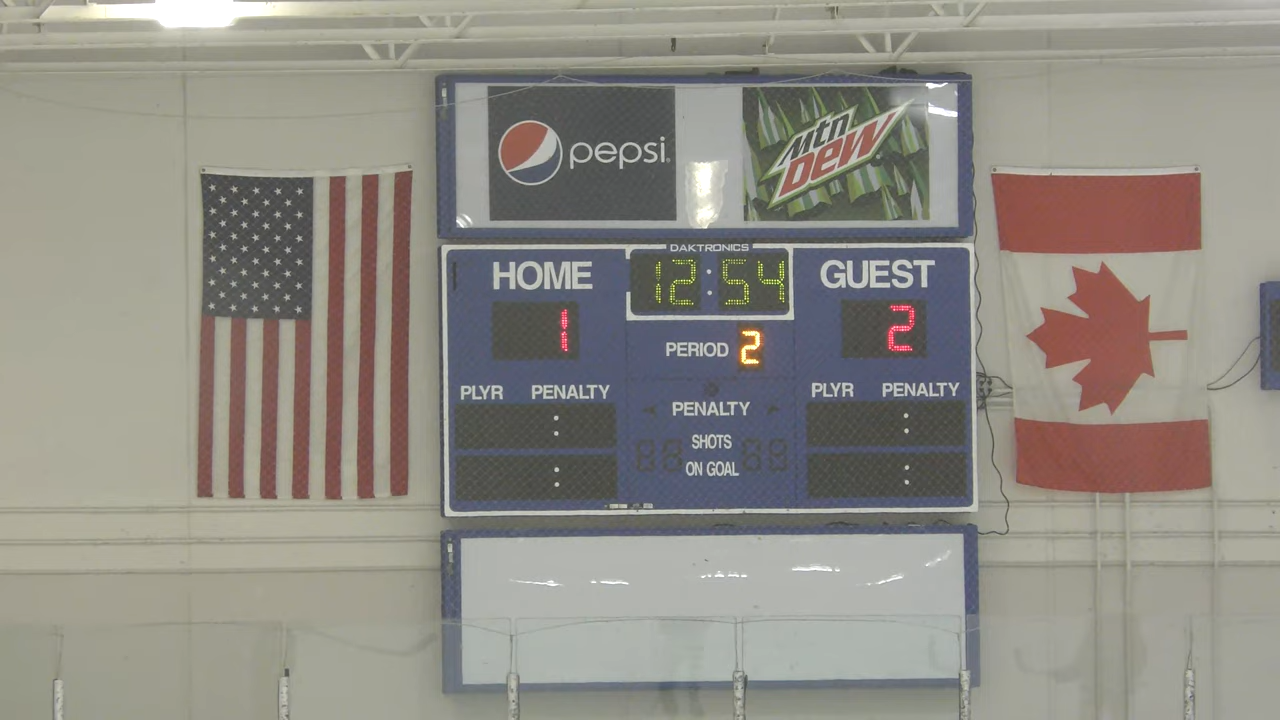 pepsi.
mtn DEW
DAKTRONICS
HOME 12:54 GUEST
1 2
PERIOD 2
PLYR PENALTY PLYR PENALTY
: PENALTY :
SHOTS
ON GOAL
: :